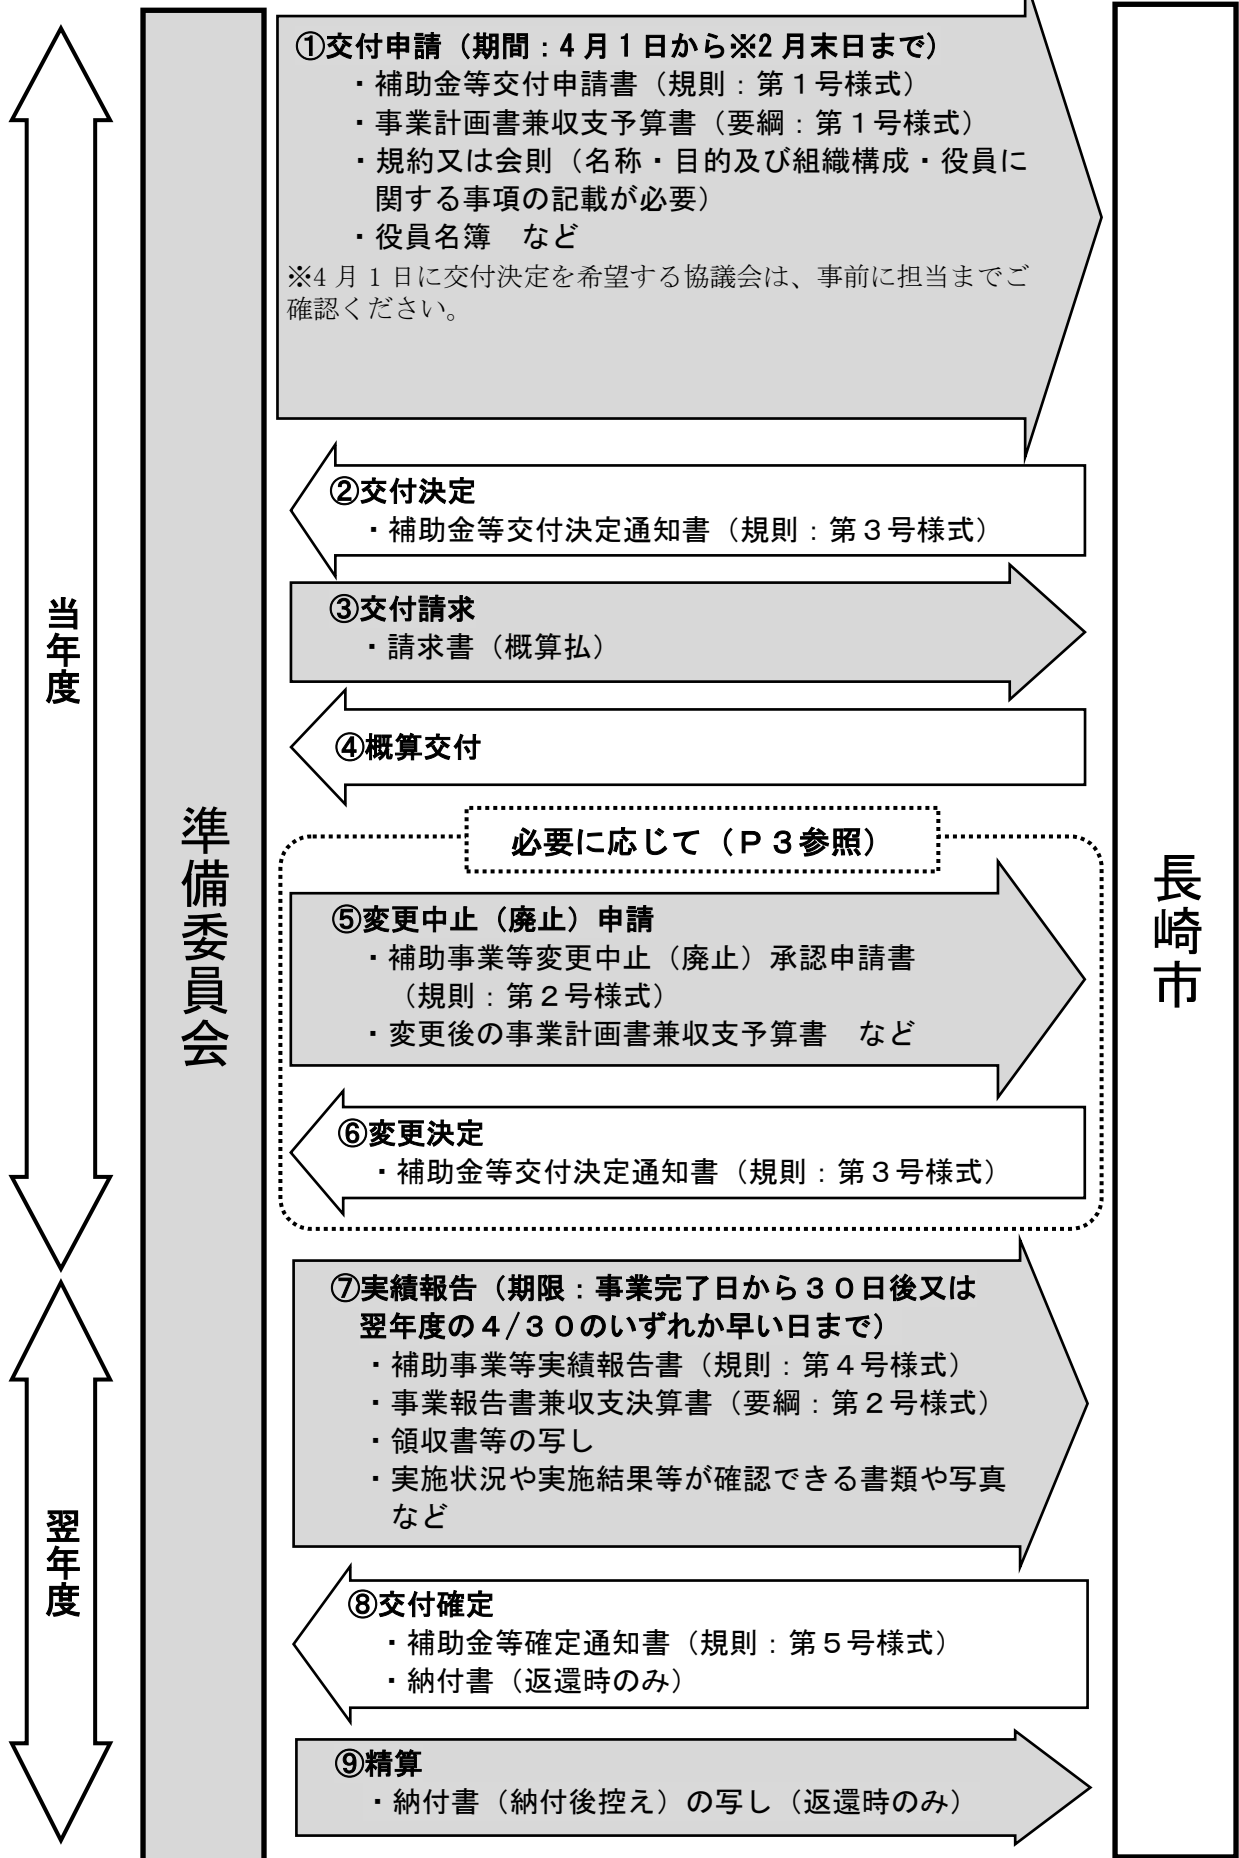 ①交付申請（期間：4月1日から※2月末日まで）
・補助金等交付申請書（規則：第１号様式）
・事業計画書兼収支予算書（要綱：第１号様式）
・規約又は会則（名称・目的及び組織構成・役員に
関する事項の記載が必要）
・役員名簿　など
※4月1日に交付決定を希望する協議会は、事前に担当までご
確認ください。
②交付決定
・補助金等交付決定通知書（規則：第３号様式）
③交付請求
・請求書（概算払）
④概算交付
必要に応じて（Ｐ３参照）
⑤変更中止（廃止）申請
・補助事業等変更中止（廃止）承認申請書
（規則：第２号様式）
・変更後の事業計画書兼収支予算書　など
⑥変更決定
・補助金等交付決定通知書（規則：第３号様式）
⑦実績報告（期限：事業完了日から３０日後又は
翌年度の４/３０のいずれか早い日まで）
・補助事業等実績報告書（規則：第４号様式）
・事業報告書兼収支決算書（要綱：第２号様式）
・領収書等の写し
・実施状況や実施結果等が確認できる書類や写真
など
⑧交付確定
・補助金等確定通知書（規則：第５号様式）
・納付書（返還時のみ）
⑨精算
・納付書（納付後控え）の写し（返還時のみ）
当年度
翌年度
準備委員会
長崎市